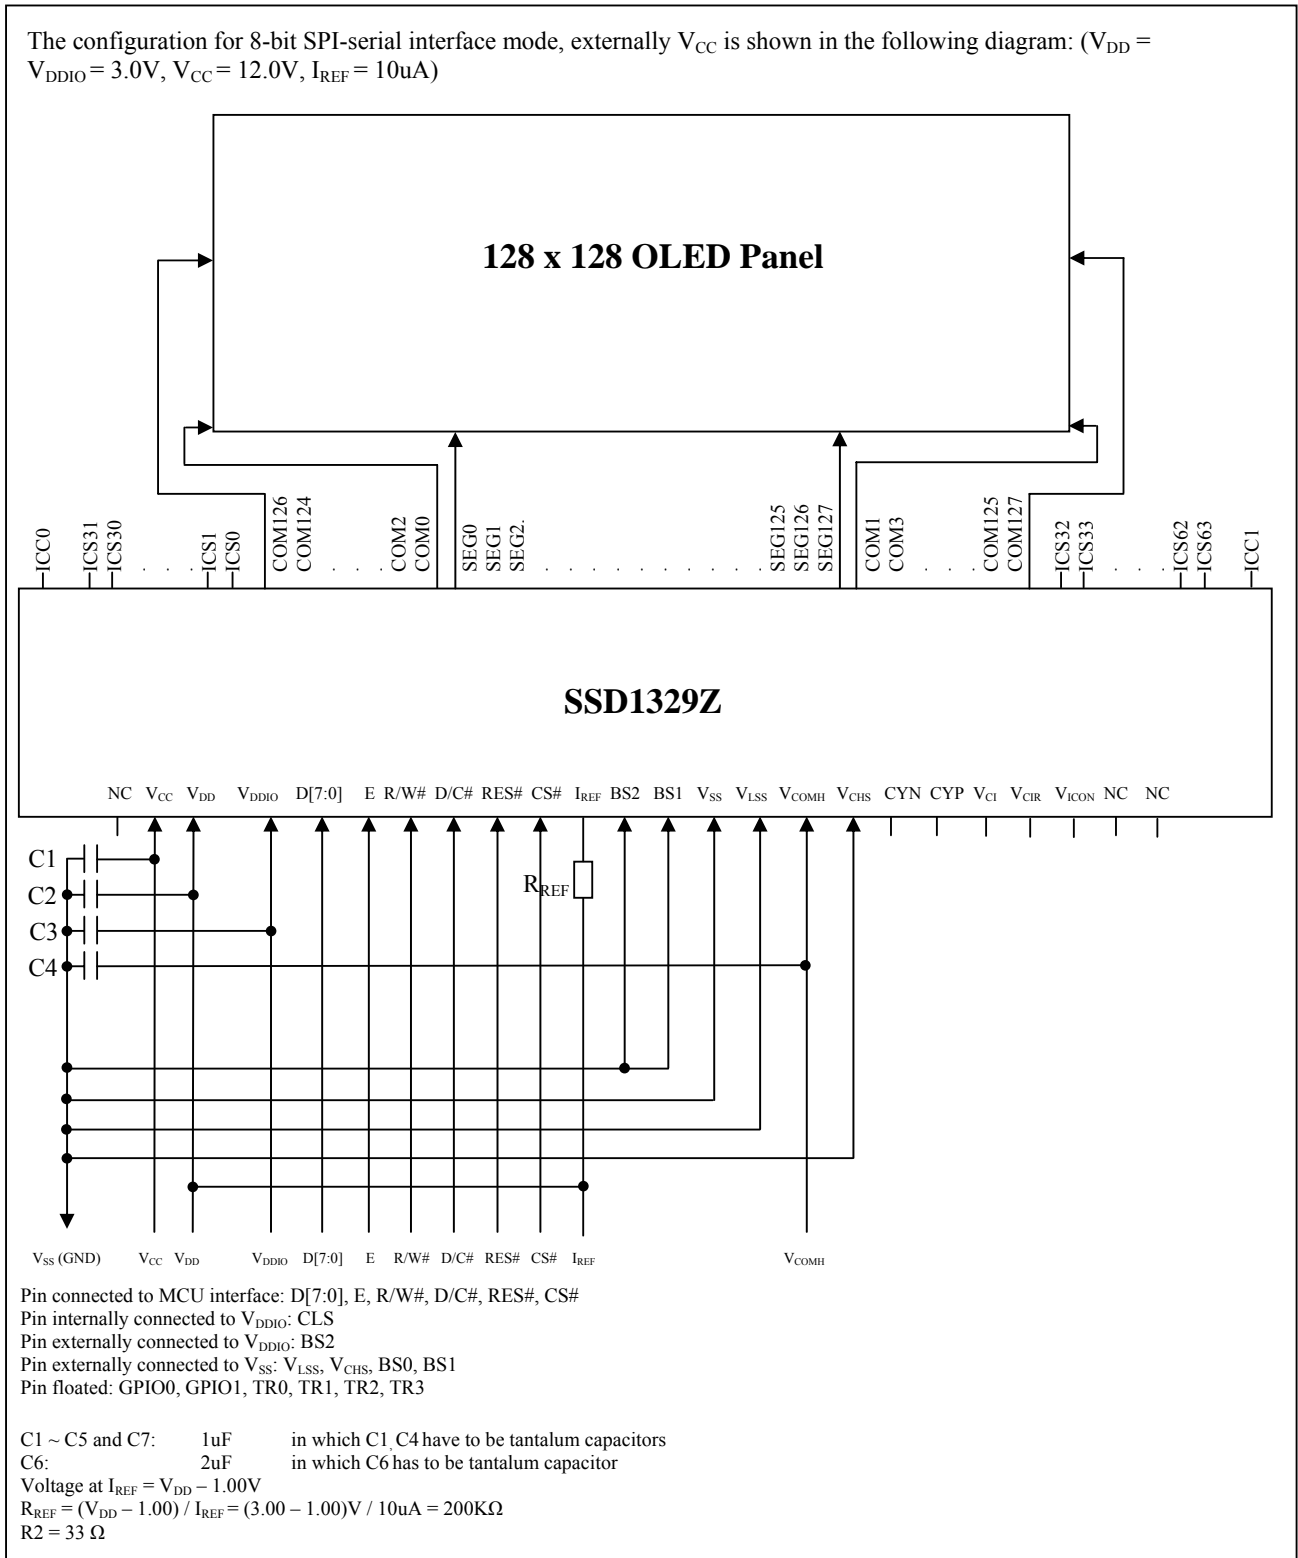 The configuration for 8-bit SPI-serial interface mode, externally VCC is shown in the following diagram: (VDD =
VDDIO = 3.0V, VCC = 12.0V, IREF = 10uA)
128 x 128 OLED Panel
ICC0
ICS31
ICS30
. . .
ICS1
ICS0
COM126
COM124
. . .
COM2
COM0
SEG0
SEG1
SEG2.
. . . . . . . . . .
SEG125
SEG126
SEG127
COM1
COM3
. . .
COM125
COM127
ICS32
ICS33
. . .
ICS62
ICS63
ICC1
SSD1329Z
NC VCC VDD VDDIO D[7:0] E R/W# D/C# RES# CS# IREF BS2 BS1 VSS VLSS VCOMH VCHS CYN CYP VCI VCIR VICON NC NC
C1
C2
RREF
C3
C4
VSS (GND) VCC VDD VDDIO D[7:0] E R/W# D/C# RES# CS# IREF VCOMH
Pin connected to MCU interface: D[7:0], E, R/W#, D/C#, RES#, CS#
Pin internally connected to VDDIO: CLS
Pin externally connected to VDDIO: BS2
Pin externally connected to VSS: VLSS, VCHS, BS0, BS1
Pin floated: GPIO0, GPIO1, TR0, TR1, TR2, TR3
C1 ~ C5 and C7: 1uF in which C1, C4 have to be tantalum capacitors
C6: 2uF in which C6 has to be tantalum capacitor
Voltage at IREF = VDD – 1.00V
RREF = (VDD – 1.00) / IREF = (3.00 – 1.00)V / 10uA = 200KΩ
R2 = 33 Ω